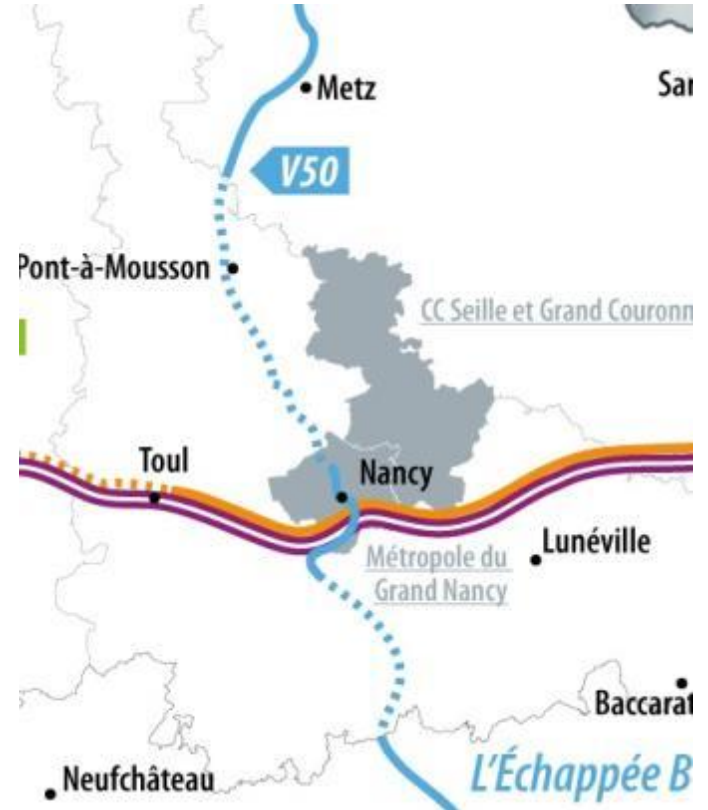 Metz
Sar
V50
Pont-à-Mousson
CC Seille et Grand Couronn
Toul
Nancy
Lunéville
Métropole du
Grand Nancy
Baccarat
Neufchâteau
L'Échappée B